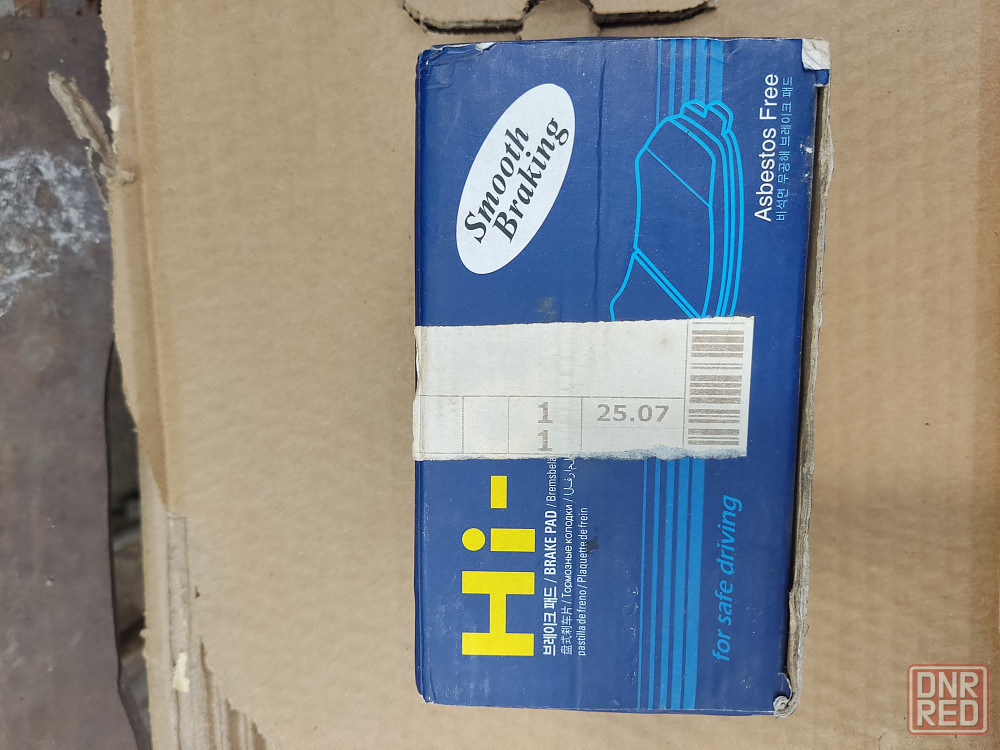 Hi-
브레이크 패드 / BRAKE PAD / Bremsbela
盘式刹车片 / Тормозные колодки /
pastilla de freno / Plaquette de frein
for safe driving
1 25.07
1
Smooth
Braking
Asbestos Free
비석면 무공해 브레이크 패드
DNR
RED